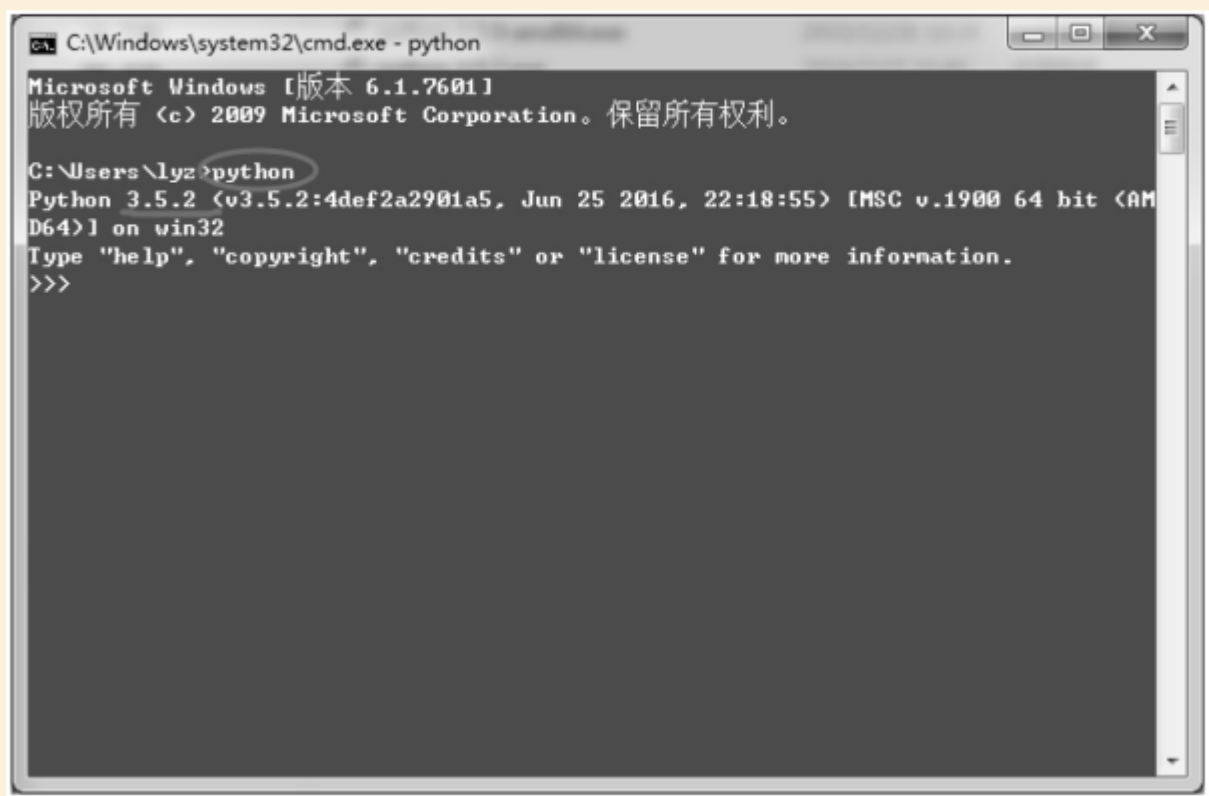 C:\Windows\system32\cmd.exe - python
Microsoft Windows [版本 6.1.7601]
版权所有 (c) 2009 Microsoft Corporation。保留所有权利。
C:\Users\lyz>python
Python 3.5.2 (v3.5.2:4def2a2901a5, Jun 25 2016, 22:18:55) [MSC v.1900 64 bit (AM
D64)] on win32
Type "help", "copyright", "credits" or "license" for more information.
>>>